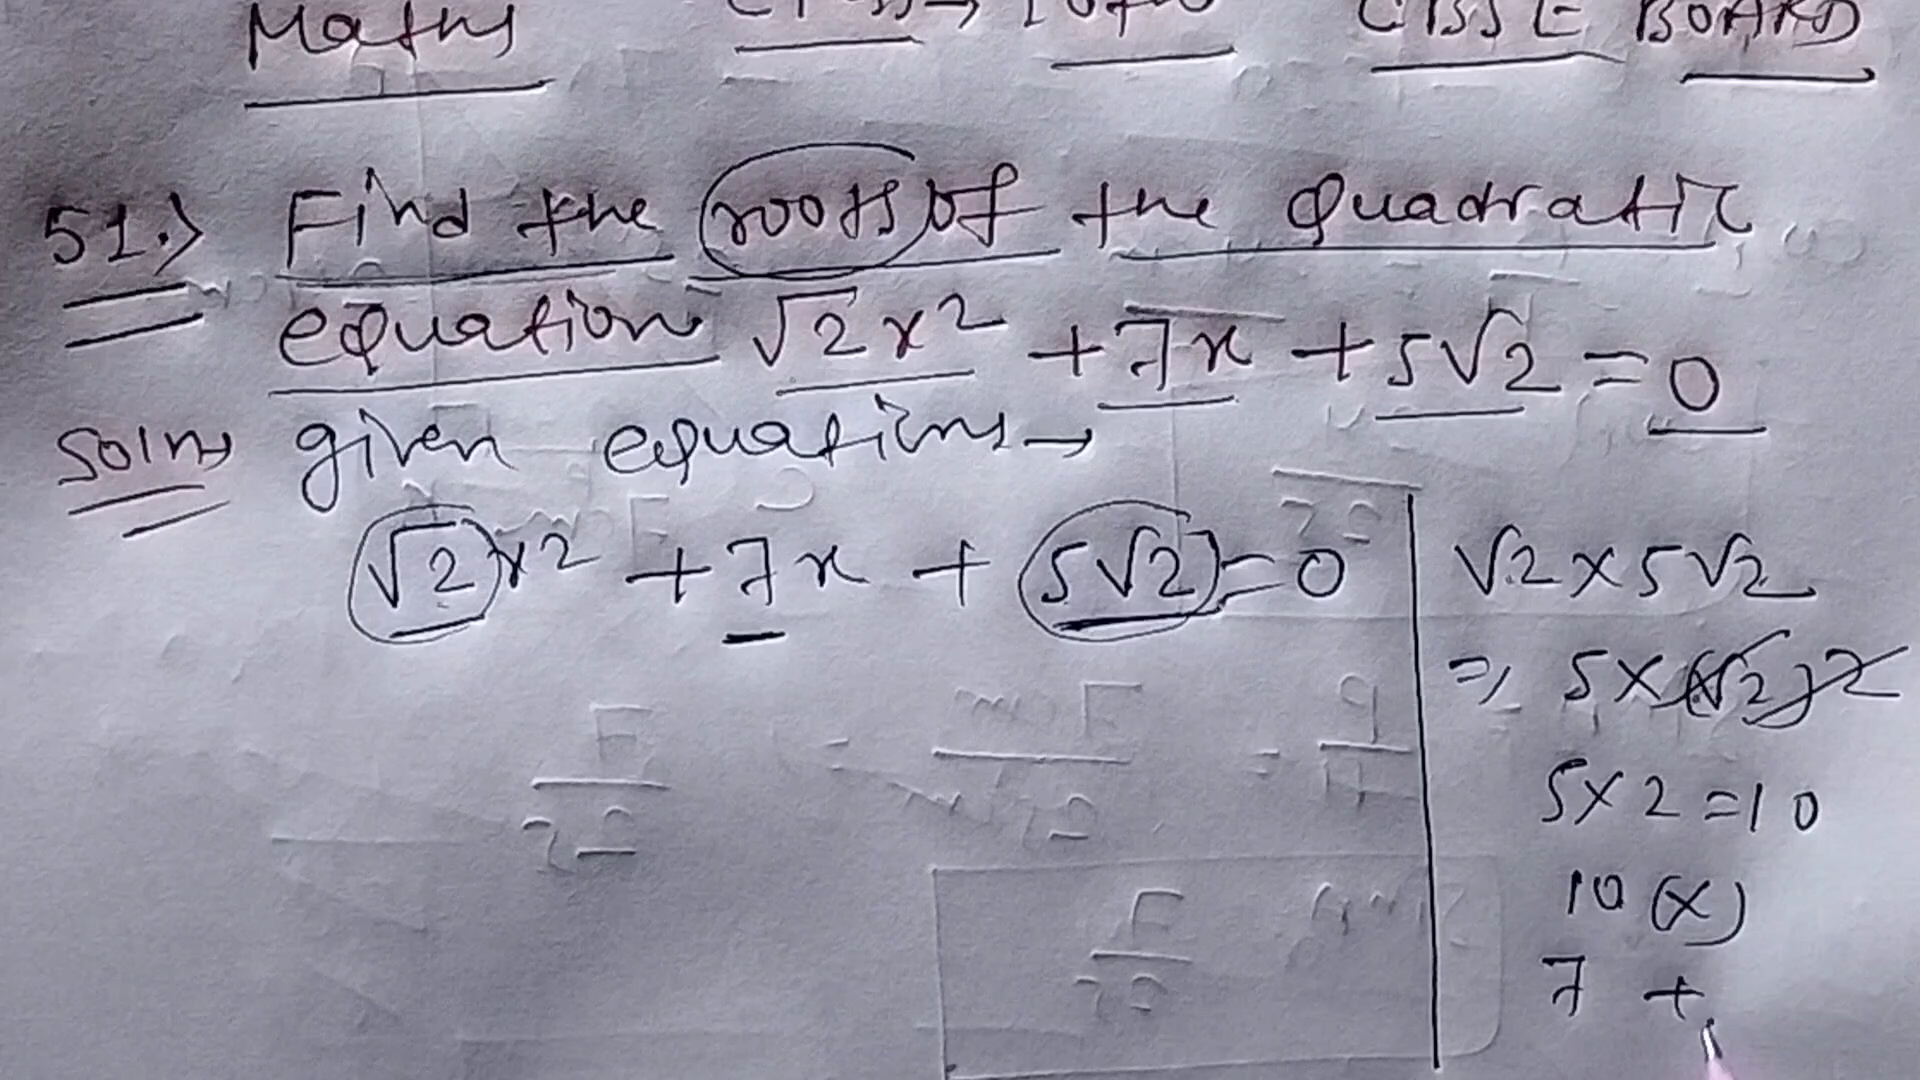 Maths CBSE BOARD
51.) Find the roots of the quadratic
equation √2x² + 7x + 5√2 = 0
Soln→ given equations→
√2x² + 7x + 5√2 = 0
√2 × 5√2
⇒ 5×(√2)²
5×2=10
10 (×)
7 +